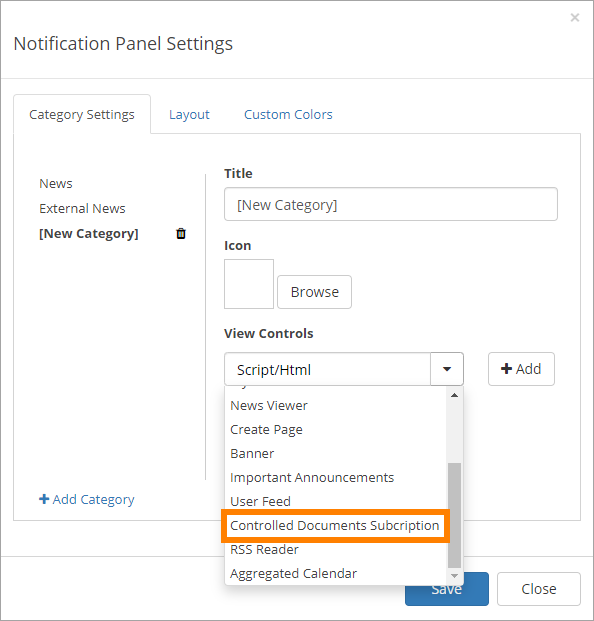 ×
Notification Panel Settings
Category Settings
Layout
Custom Colors
News
External News
[New Category]
Title
[New Category]
Icon
Browse
View Controls
Script/Html
+ Add
News Viewer
Create Page
Banner
Important Announcements
User Feed
Controlled Documents Subcription
RSS Reader
Aggregated Calendar
+ Add Category
Save
Close